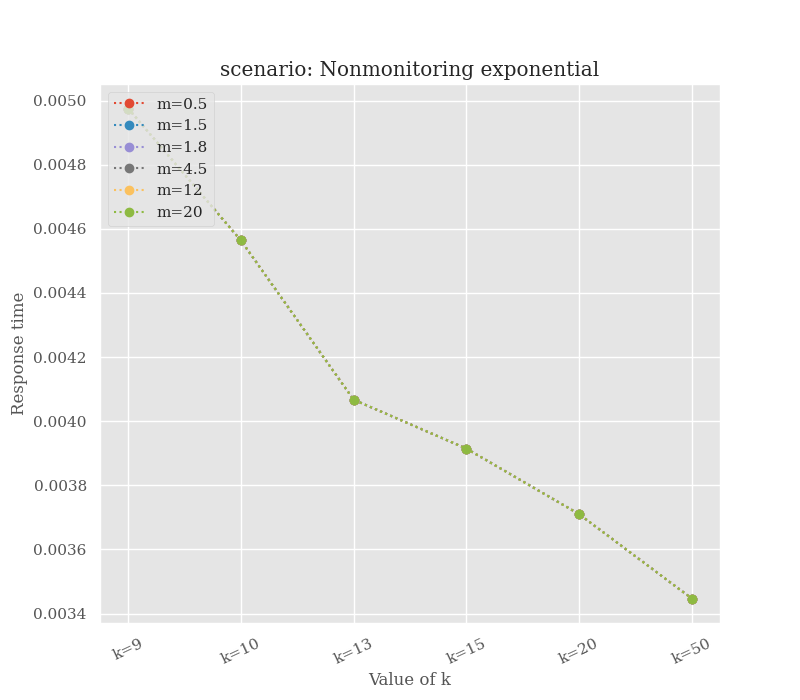 scenario: Nonmonitoring exponential
0.0050
0.0048
0.0046
0.0044
0.0042
0.0040
0.0038
0.0036
0.0034
Response time
m=0.5
m=1.5
m=1.8
m=4.5
m=12
m=20
k=9
k=10
k=13
k=15
k=20
k=50
Value of k